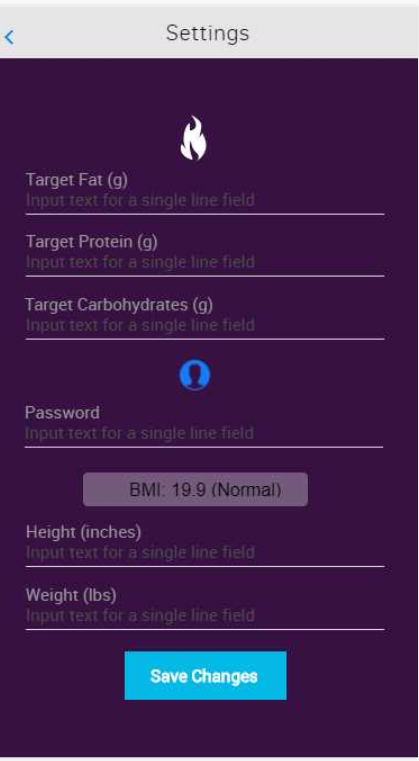 Settings
Target Fat (g)
Input text for a single line field
Target Protein (g)
Input text for a single line field
Target Carbohydrates (g)
Input text for a single line field
Password
Input text for a single line field
BMI: 19.9 (Normal)
Height (inches)
Input text for a single line field
Weight (lbs)
Input text for a single line field
Save Changes